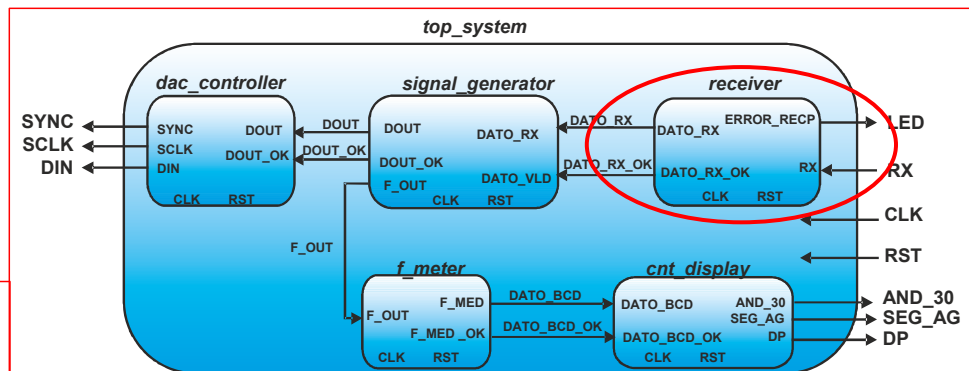 top_system
dac_controller
signal_generator
receiver
SYNC
SCLK
DIN
SYNC
SCLK
DIN
DOUT
DOUT_OK
CLK RST
DOUT
DOUT_OK
DOUT
DOUT_OK
F_OUT
DATO_RX
DATO_VLD
CLK RST
DATO_RX
DATO_RX_OK
ERROR_RECP
DATO_RX
DATO_RX_OK
RX
CLK RST
LED
RX
CLK
RST
F_OUT
f_meter
cnt_display
F_OUT
F_MED
F_MED_OK
CLK RST
DATO_BCD
DATO_BCD_OK
DATO_BCD
DATO_BCD_OK
AND_30
SEG_AG
DP
CLK RST
AND_30
SEG_AG
DP